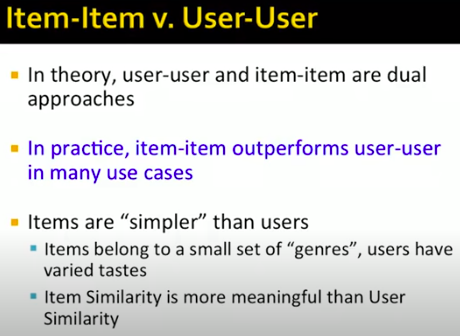 Item-Item v. User-User
In theory, user-user and item-item are dual
approaches
In practice, item-item outperforms user-user
in many use cases
Items are “simpler” than users
Items belong to a small set of “genres”, users have
varied tastes
Item Similarity is more meaningful than User
Similarity